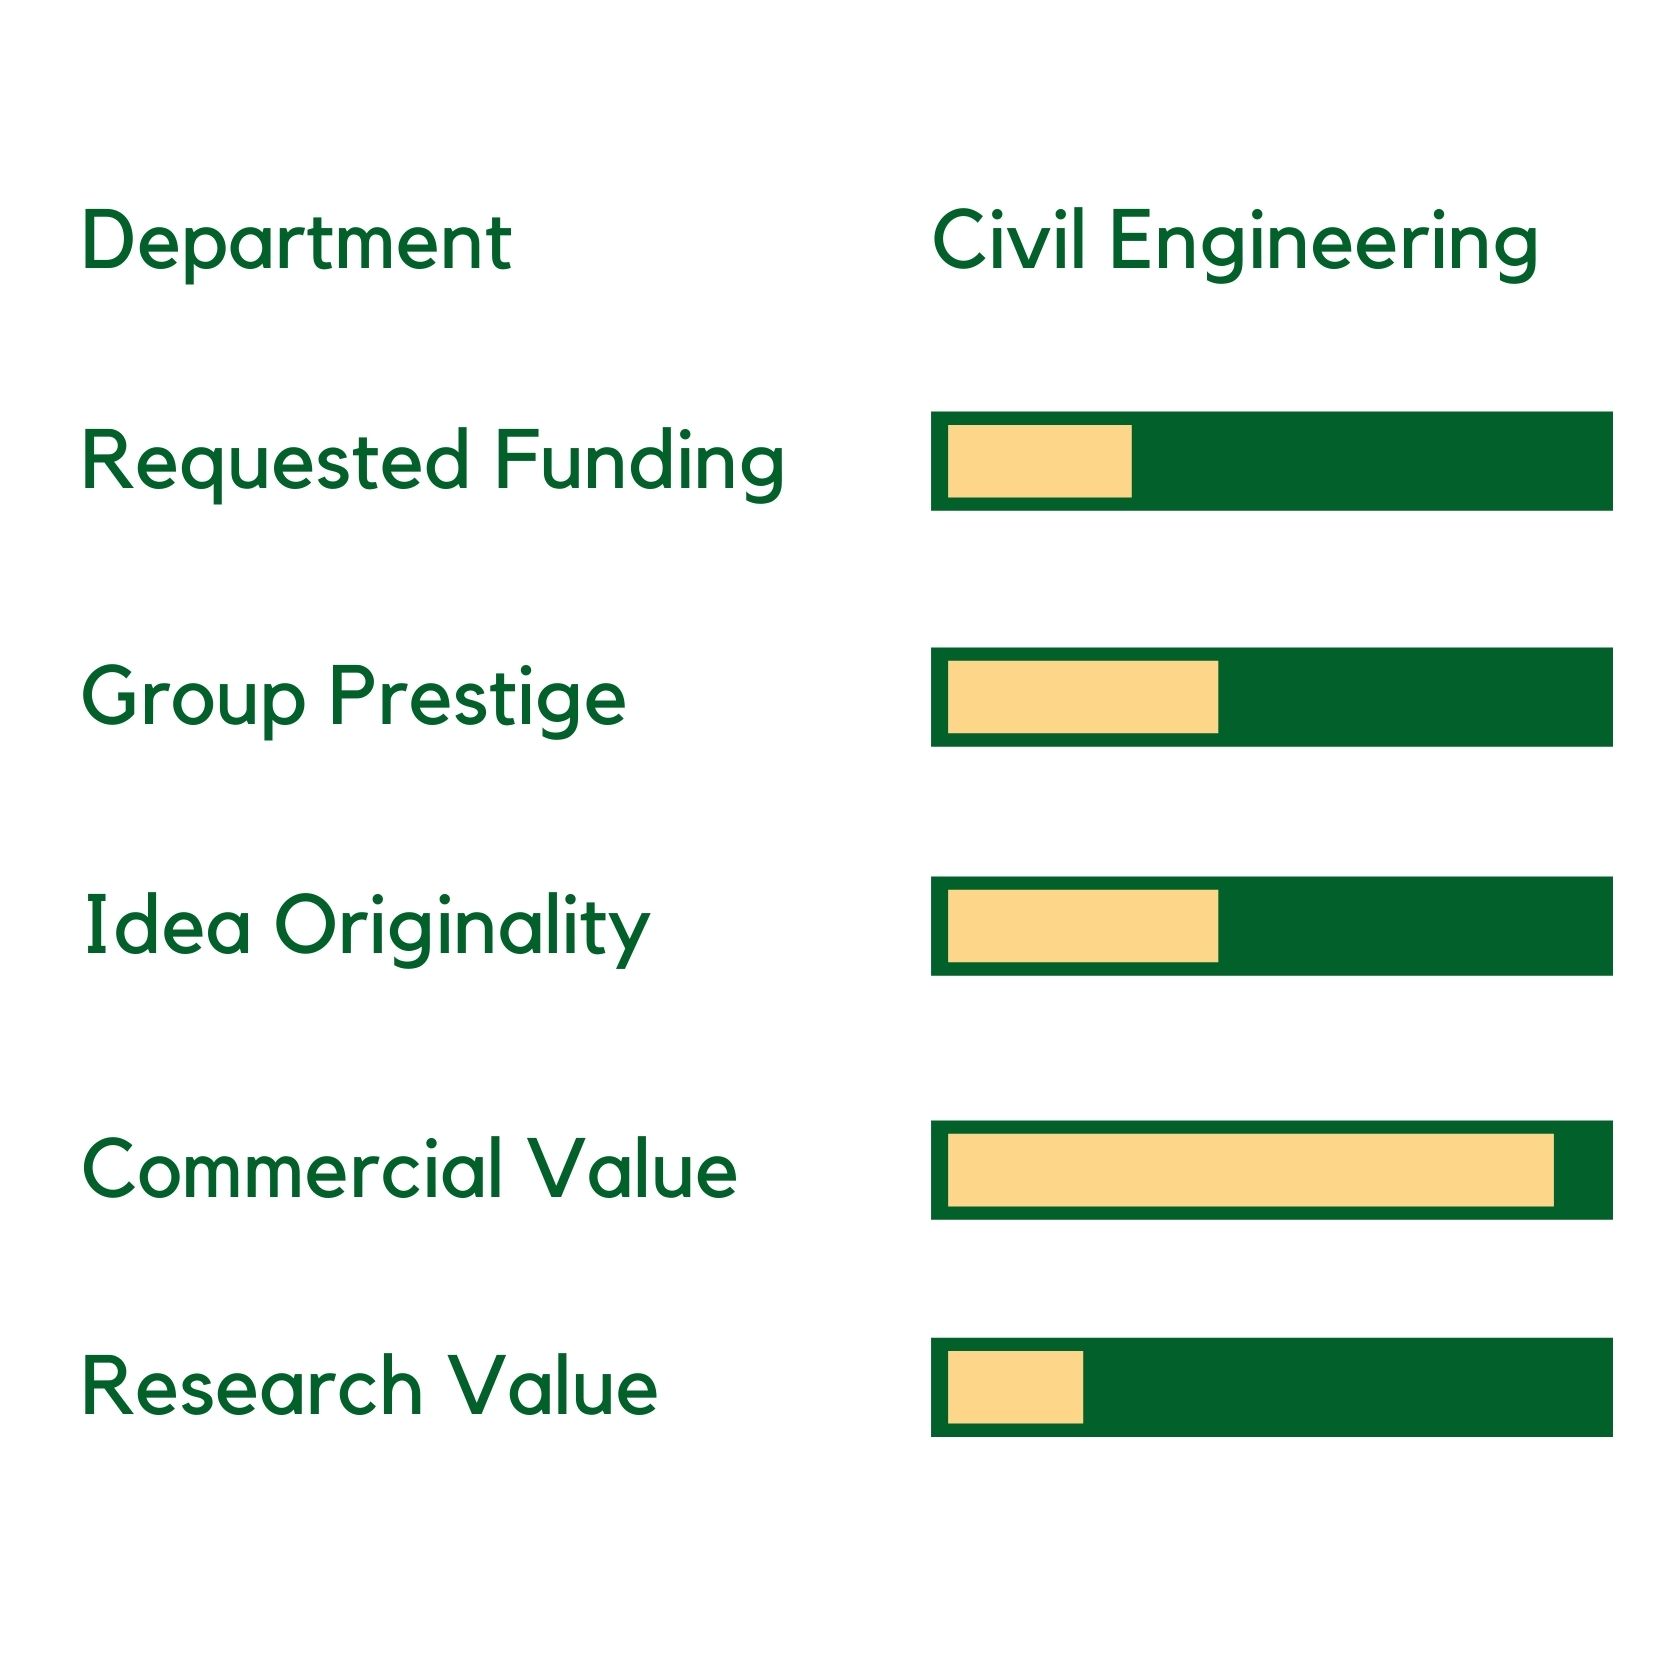 Department Civil Engineering
Requested Funding
Group Prestige
Idea Originality
Commercial Value
Research Value